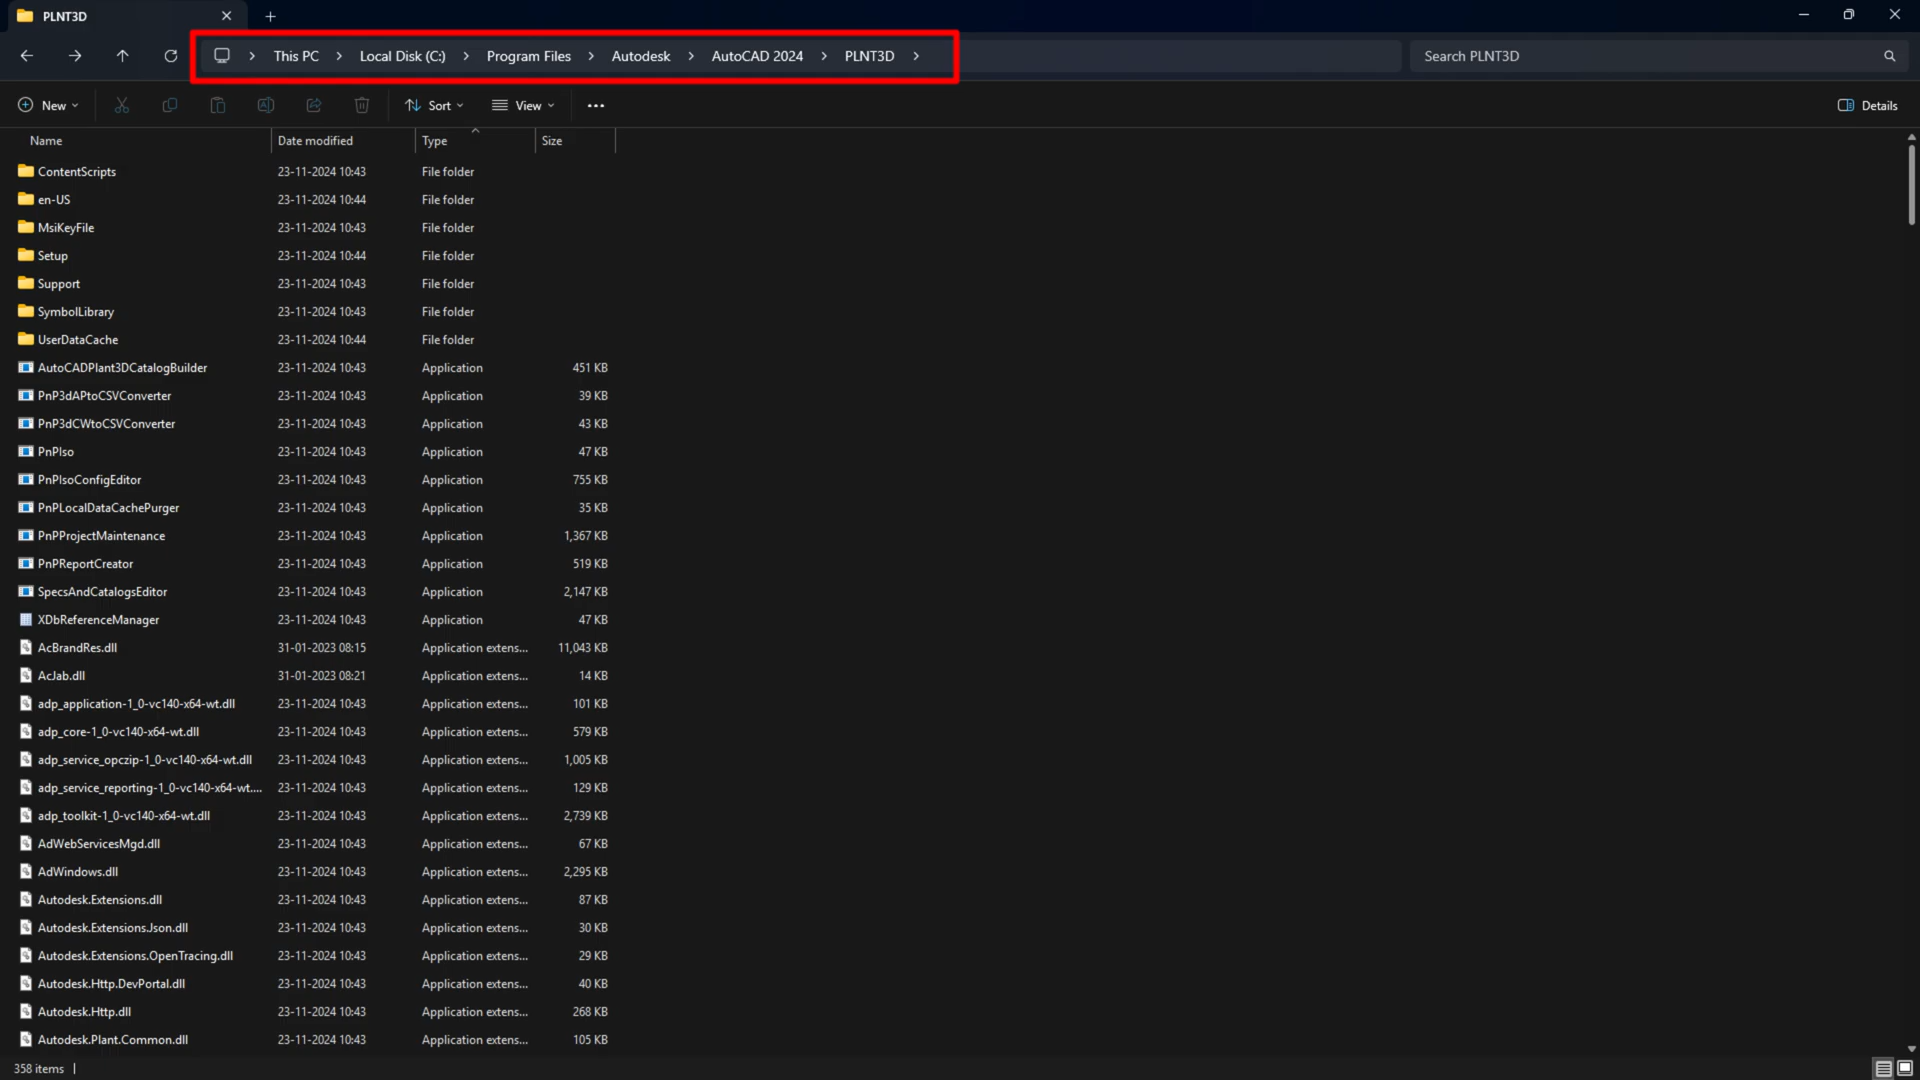 PLNT3D
This PC > Local Disk (C:) > Program Files > Autodesk > AutoCAD 2024 > PLNT3D >
Search PLNT3D
New Sort View ••• Details
Name Date modified Type Size
ContentScripts 23-11-2024 10:43 File folder
en-US 23-11-2024 10:44 File folder
MsiKeyFile 23-11-2024 10:43 File folder
Setup 23-11-2024 10:44 File folder
Support 23-11-2024 10:43 File folder
SymbolLibrary 23-11-2024 10:43 File folder
UserDataCache 23-11-2024 10:44 File folder
AutoCADPlant3DCatalogBuilder 23-11-2024 10:43 Application 451 KB
PnP3dAPtoCSVConverter 23-11-2024 10:43 Application 39 KB
PnP3dCWtoCSVConverter 23-11-2024 10:43 Application 43 KB
PnPIso 23-11-2024 10:43 Application 47 KB
PnPIsoConfigEditor 23-11-2024 10:43 Application 755 KB
PnPLocalDataCachePurger 23-11-2024 10:43 Application 35 KB
PnPProjectMaintenance 23-11-2024 10:43 Application 1,367 KB
PnPReportCreator 23-11-2024 10:43 Application 519 KB
SpecsAndCatalogsEditor 23-11-2024 10:43 Application 2,147 KB
XDbReferenceManager 23-11-2024 10:43 Application 47 KB
AcBrandRes.dll 31-01-2023 08:15 Application extens... 11,043 KB
AcJab.dll 31-01-2023 08:21 Application extens... 14 KB
adp_application-1_0-vc140-x64-wt.dll 23-11-2024 10:43 Application extens... 101 KB
adp_core-1_0-vc140-x64-wt.dll 23-11-2024 10:43 Application extens... 579 KB
adp_service_opczip-1_0-vc140-x64-wt.dll 23-11-2024 10:43 Application extens... 1,005 KB
adp_service_reporting-1_0-vc140-x64-wt.... 23-11-2024 10:43 Application extens... 129 KB
adp_toolkit-1_0-vc140-x64-wt.dll 23-11-2024 10:43 Application extens... 2,739 KB
AdWebServicesMgd.dll 23-11-2024 10:43 Application extens... 67 KB
AdWindows.dll 23-11-2024 10:43 Application extens... 2,295 KB
Autodesk.Extensions.dll 23-11-2024 10:43 Application extens... 87 KB
Autodesk.Extensions.Json.dll 23-11-2024 10:43 Application extens... 30 KB
Autodesk.Extensions.OpenTracing.dll 23-11-2024 10:43 Application extens... 29 KB
Autodesk.Http.DevPortal.dll 23-11-2024 10:43 Application extens... 40 KB
Autodesk.Http.dll 23-11-2024 10:43 Application extens... 268 KB
Autodesk.Plant.Common.dll 23-11-2024 10:43 Application extens... 105 KB
358 items